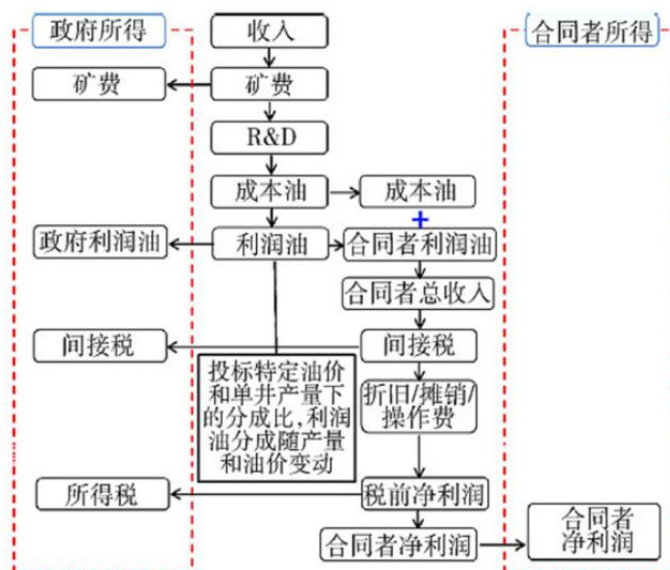 政府所得
收入
合同者所得
矿费
矿费
R&D
成本油
成本油
+
政府利润油
利润油
合同者利润油
合同者总收入
间接税
间接税
投标特定油价
和单井产量下
的分成比,利润
油分成随产量
和油价变动
折旧/摊销/
操作费
所得税
税前净利润
合同者净利润
合同者
净利润